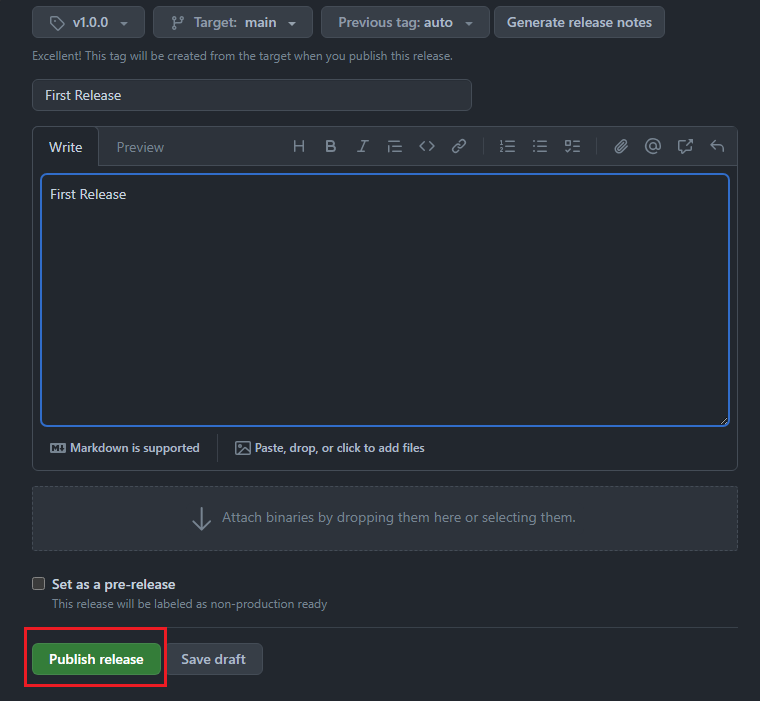 v1.0.0 Target: main Previous tag: auto Generate release notes
Excellent! This tag will be created from the target when you publish this release.
First Release
Write Preview
First Release
Markdown is supported Paste, drop, or click to add files
Attach binaries by dropping them here or selecting them.
Set as a pre-release
This release will be labeled as non-production ready
Publish release Save draft